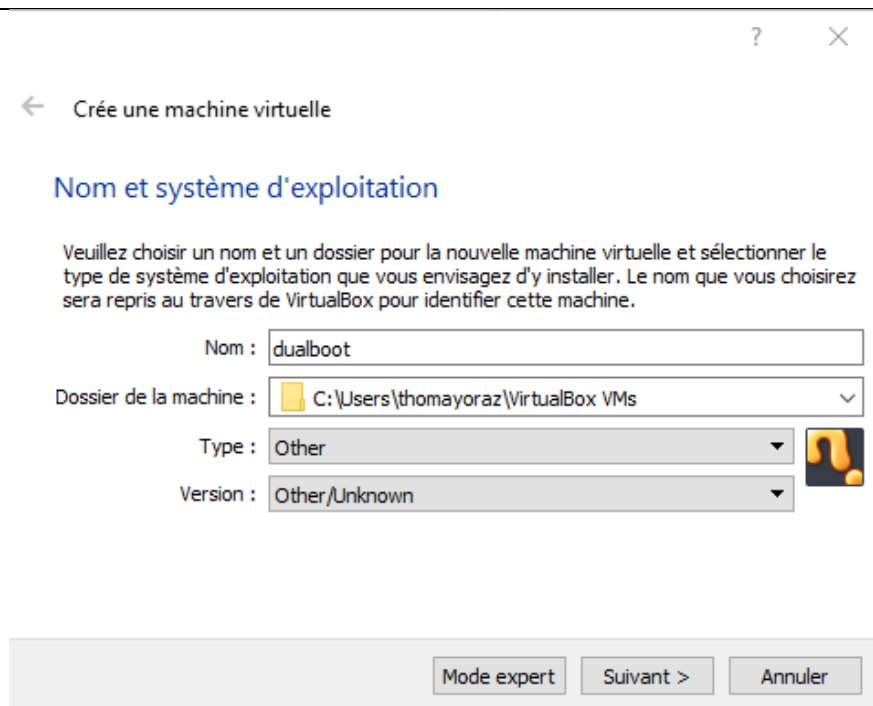 ?
Crée une machine virtuelle
Nom et système d'exploitation
Veuillez choisir un nom et un dossier pour la nouvelle machine virtuelle et sélectionner le
type de système d'exploitation que vous envisagez d'y installer. Le nom que vous choisirez
sera repris au travers de VirtualBox pour identifier cette machine.
Nom : dualboot
Dossier de la machine : C:\Users\thomayoraz\VirtualBox VMs
Type : Other
Version : Other/Unknown
Mode expert Suivant > Annuler